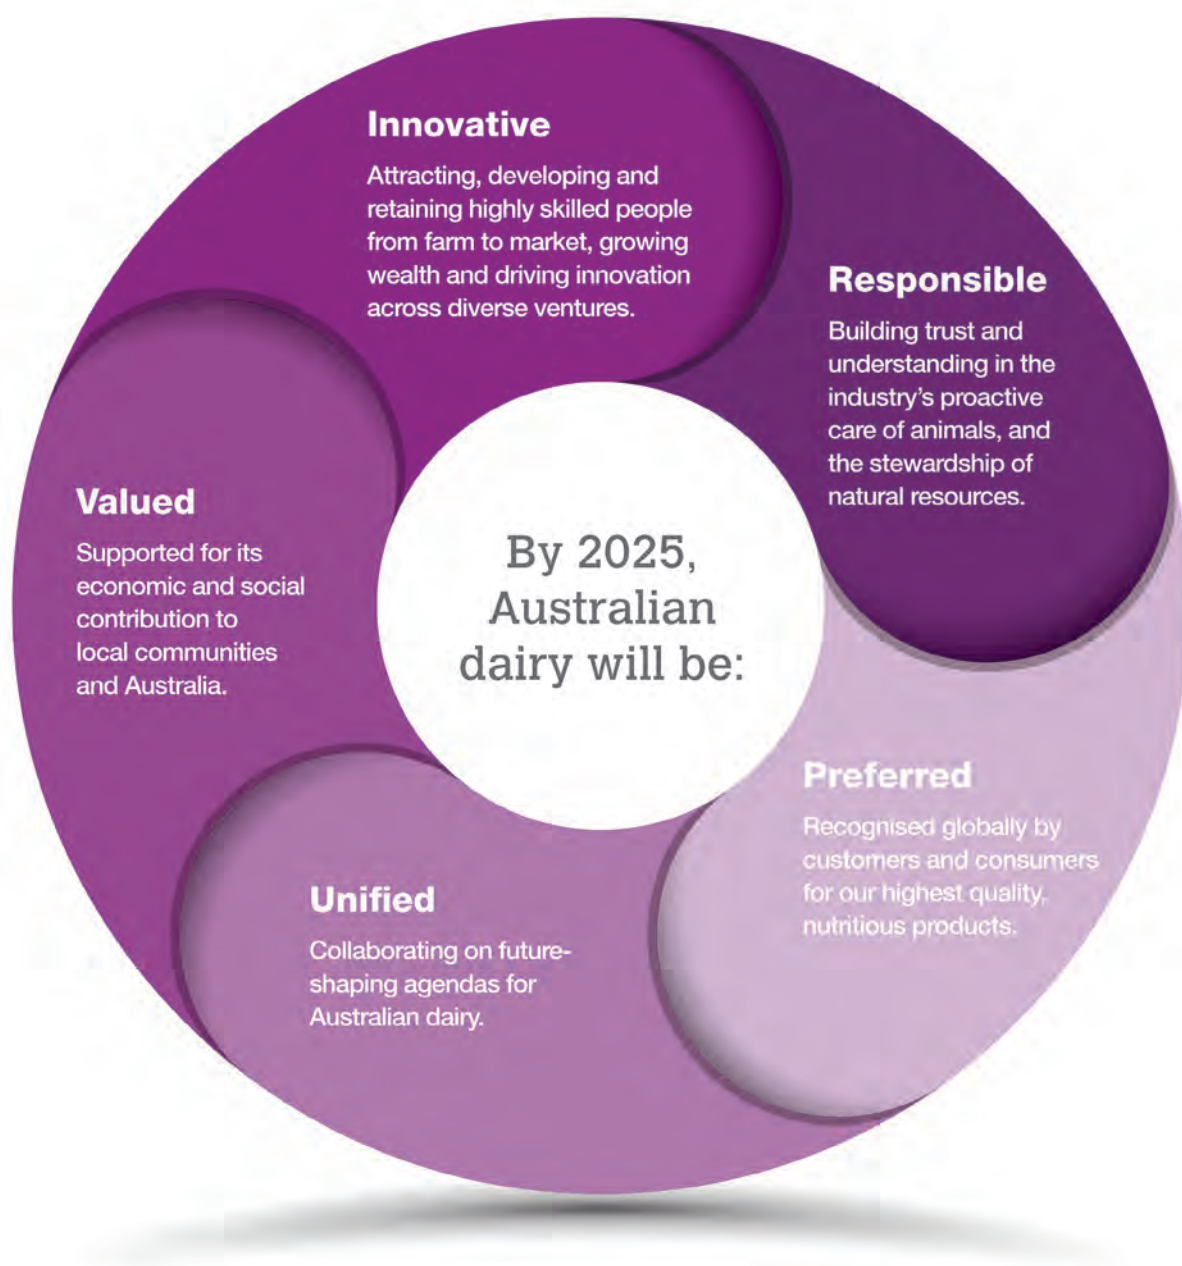 Innovative
Attracting, developing and
retaining highly skilled people
from farm to market, growing
wealth and driving innovation
across diverse ventures.
Responsible
Building trust and
understanding in the
industry's proactive
care of animals, and
the stewardship of
natural resources.
Valued
Supported for its
economic and social
contribution to
local communities
and Australia.
By 2025,
Australian
dairy will be:
Preferred
Recognised globally by
customers and consumers
for our highest quality,
nutritious products.
Unified
Collaborating on future-
shaping agendas for
Australian dairy.